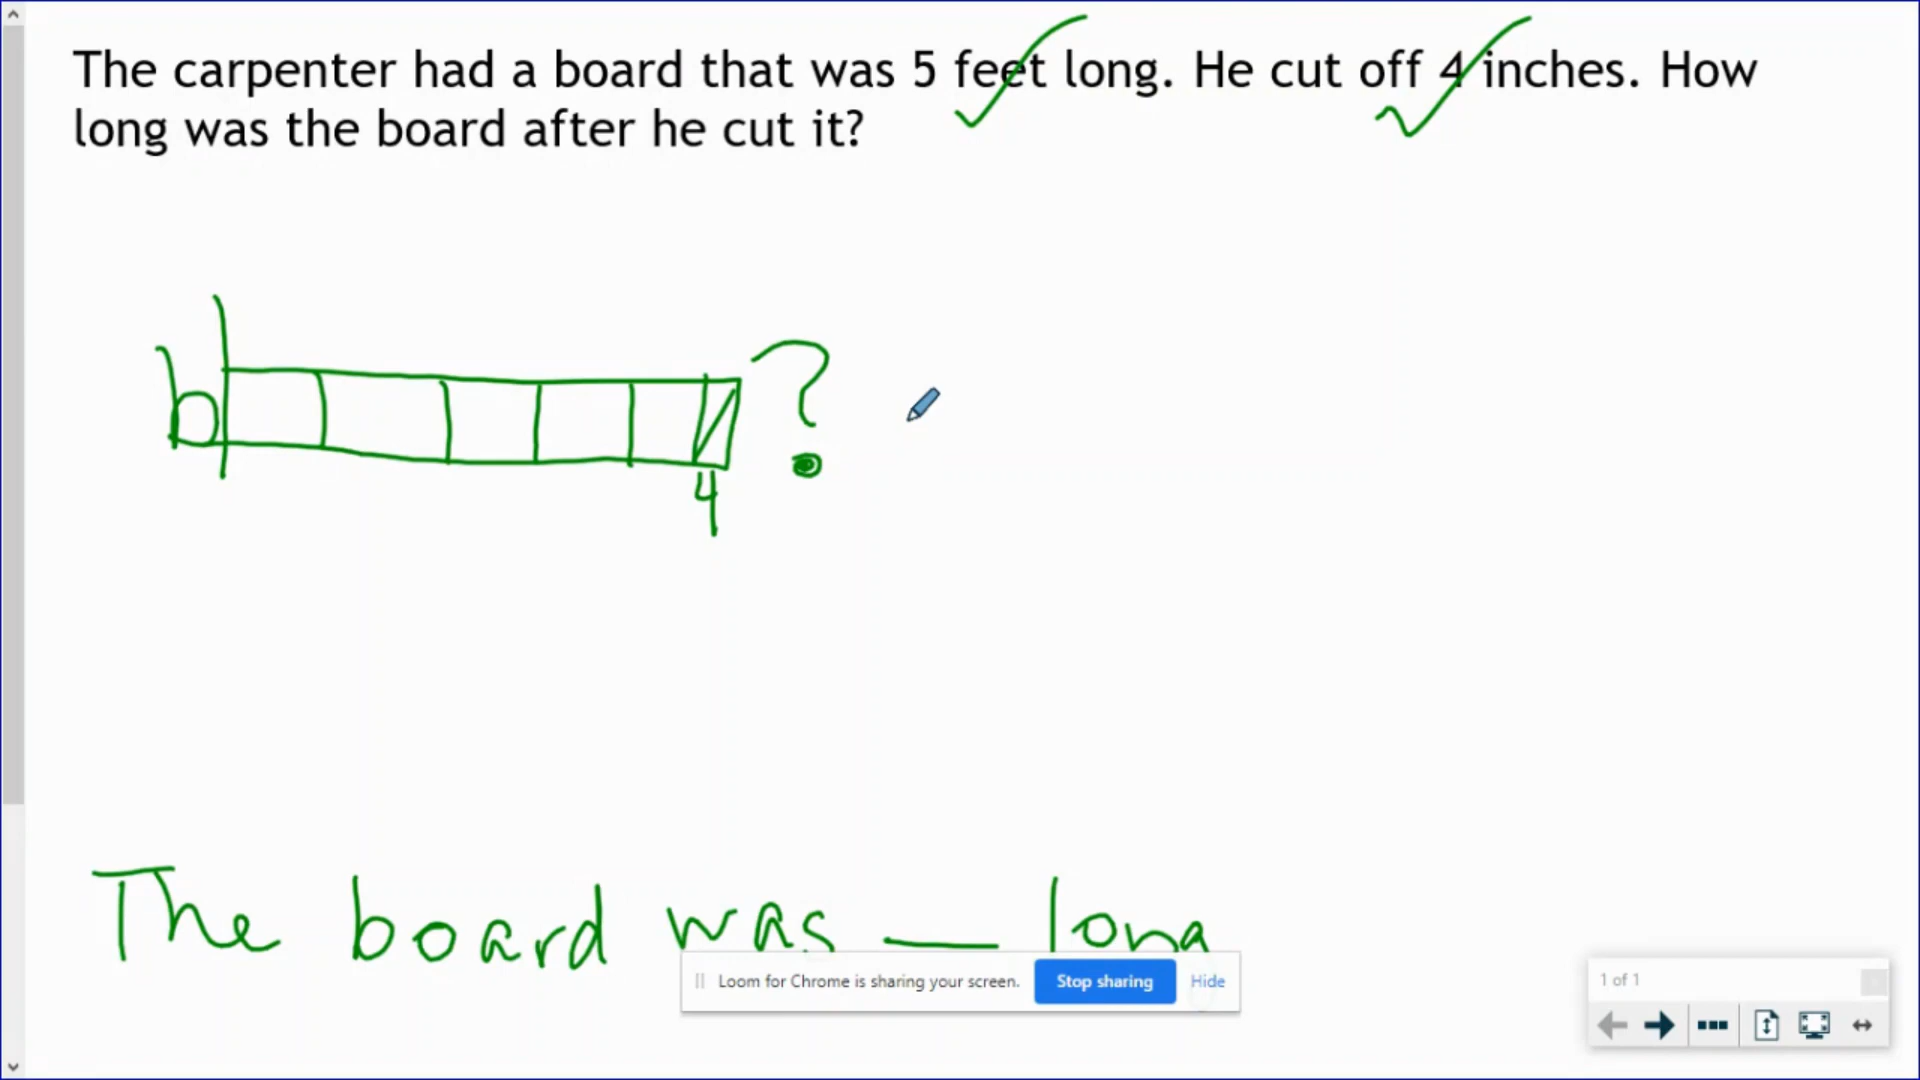 The carpenter had a board that was 5 feet long. He cut off 4 inches. How
long was the board after he cut it?
b ?
4
The board was __ long
Loom for Chrome is sharing your screen. Stop sharing Hide
1 of 1